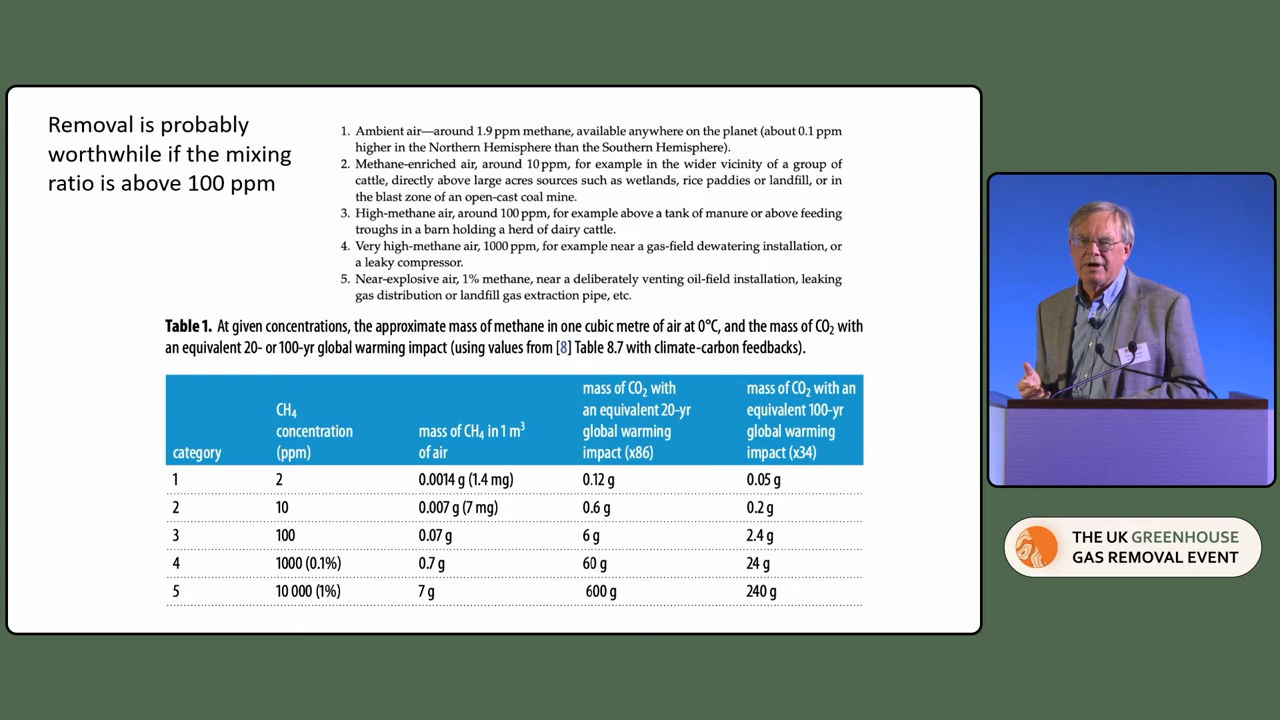 Removal is probably
worthwhile if the mixing
ratio is above 100 ppm
1. Ambient air—around 1.9 ppm methane, available anywhere on the planet (about 0.1 ppm
higher in the Northern Hemisphere than the Southern Hemisphere).
2. Methane-enriched air, around 10 ppm, for example in the wider vicinity of a group of
cattle, directly above large acres sources such as wetlands, rice paddies or landfill, or in
the blast zone of an open-cast coal mine.
3. High-methane air, around 100 ppm, for example above a tank of manure or above feeding
troughs in a barn holding a herd of dairy cattle.
4. Very high-methane air, 1000 ppm, for example near a gas-field dewatering installation, or
a leaky compressor.
5. Near-explosive air, 1% methane, near a deliberately venting oil-field installation, leaking
gas distribution or landfill gas extraction pipe, etc.
Table 1. At given concentrations, the approximate mass of methane in one cubic metre of air at 0°C, and the mass of CO₂ with
an equivalent 20- or 100-yr global warming impact (using values from [8] Table 8.7 with climate-carbon feedbacks).
category CH₄ concentration (ppm) mass of CH₄ in 1 m³ of air mass of CO₂ with an equivalent 20-yr global warming impact (x86) mass of CO₂ with an equivalent 100-yr global warming impact (x34)
1 2 0.0014 g (1.4 mg) 0.12 g 0.05 g
2 10 0.007 g (7 mg) 0.6 g 0.2 g
3 100 0.07 g 6 g 2.4 g
4 1000 (0.1%) 0.7 g 60 g 24 g
5 10 000 (1%) 7 g 600 g 240 g
THE UK GREENHOUSE
GAS REMOVAL EVENT